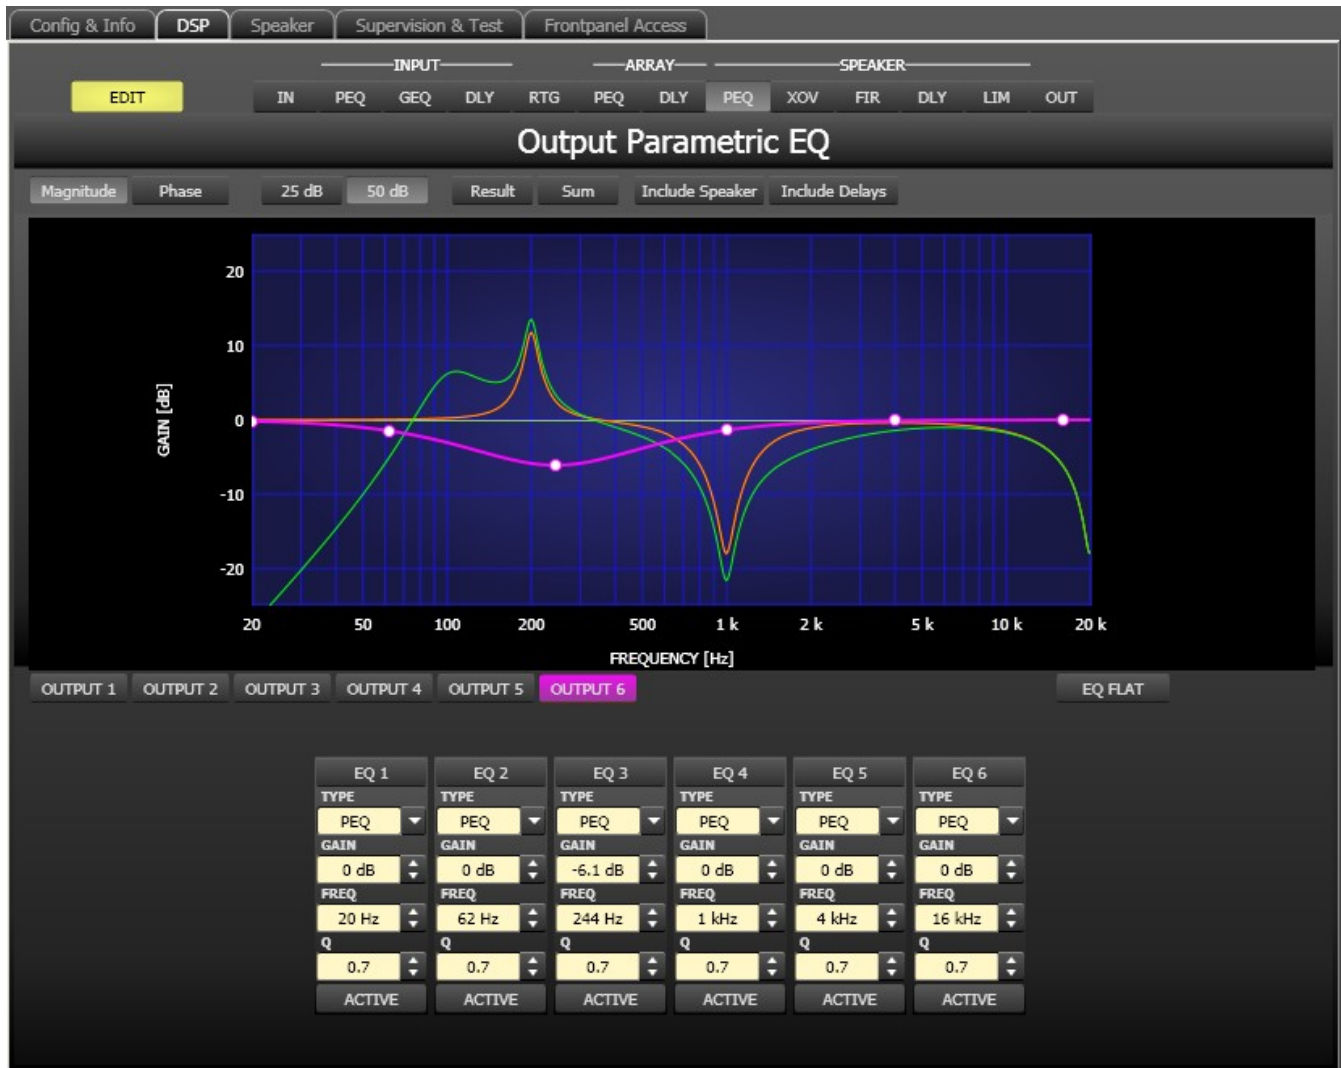 Config & Info DSP Speaker Supervision & Test Frontpanel Access
INPUT ARRAY SPEAKER
EDIT IN PEQ GEQ DLY RTG PEQ DLY PEQ XOV FIR DLY LIM OUT
Output Parametric EQ
Magnitude Phase 25 dB 50 dB Result Sum Include Speaker Include Delays
20
10
0
-10
-20
GAIN [dB]
20 50 100 200 500 1 k 2 k 5 k 10 k 20 k
FREQUENCY [Hz]
OUTPUT 1 OUTPUT 2 OUTPUT 3 OUTPUT 4 OUTPUT 5 OUTPUT 6 EQ FLAT
EQ 1 EQ 2 EQ 3 EQ 4 EQ 5 EQ 6
TYPE TYPE TYPE TYPE TYPE TYPE
PEQ PEQ PEQ PEQ PEQ PEQ
GAIN GAIN GAIN GAIN GAIN GAIN
0 dB 0 dB -6.1 dB 0 dB 0 dB 0 dB
FREQ FREQ FREQ FREQ FREQ FREQ
20 Hz 62 Hz 244 Hz 1 kHz 4 kHz 16 kHz
Q Q Q Q Q Q
0.7 0.7 0.7 0.7 0.7 0.7
ACTIVE ACTIVE ACTIVE ACTIVE ACTIVE ACTIVE